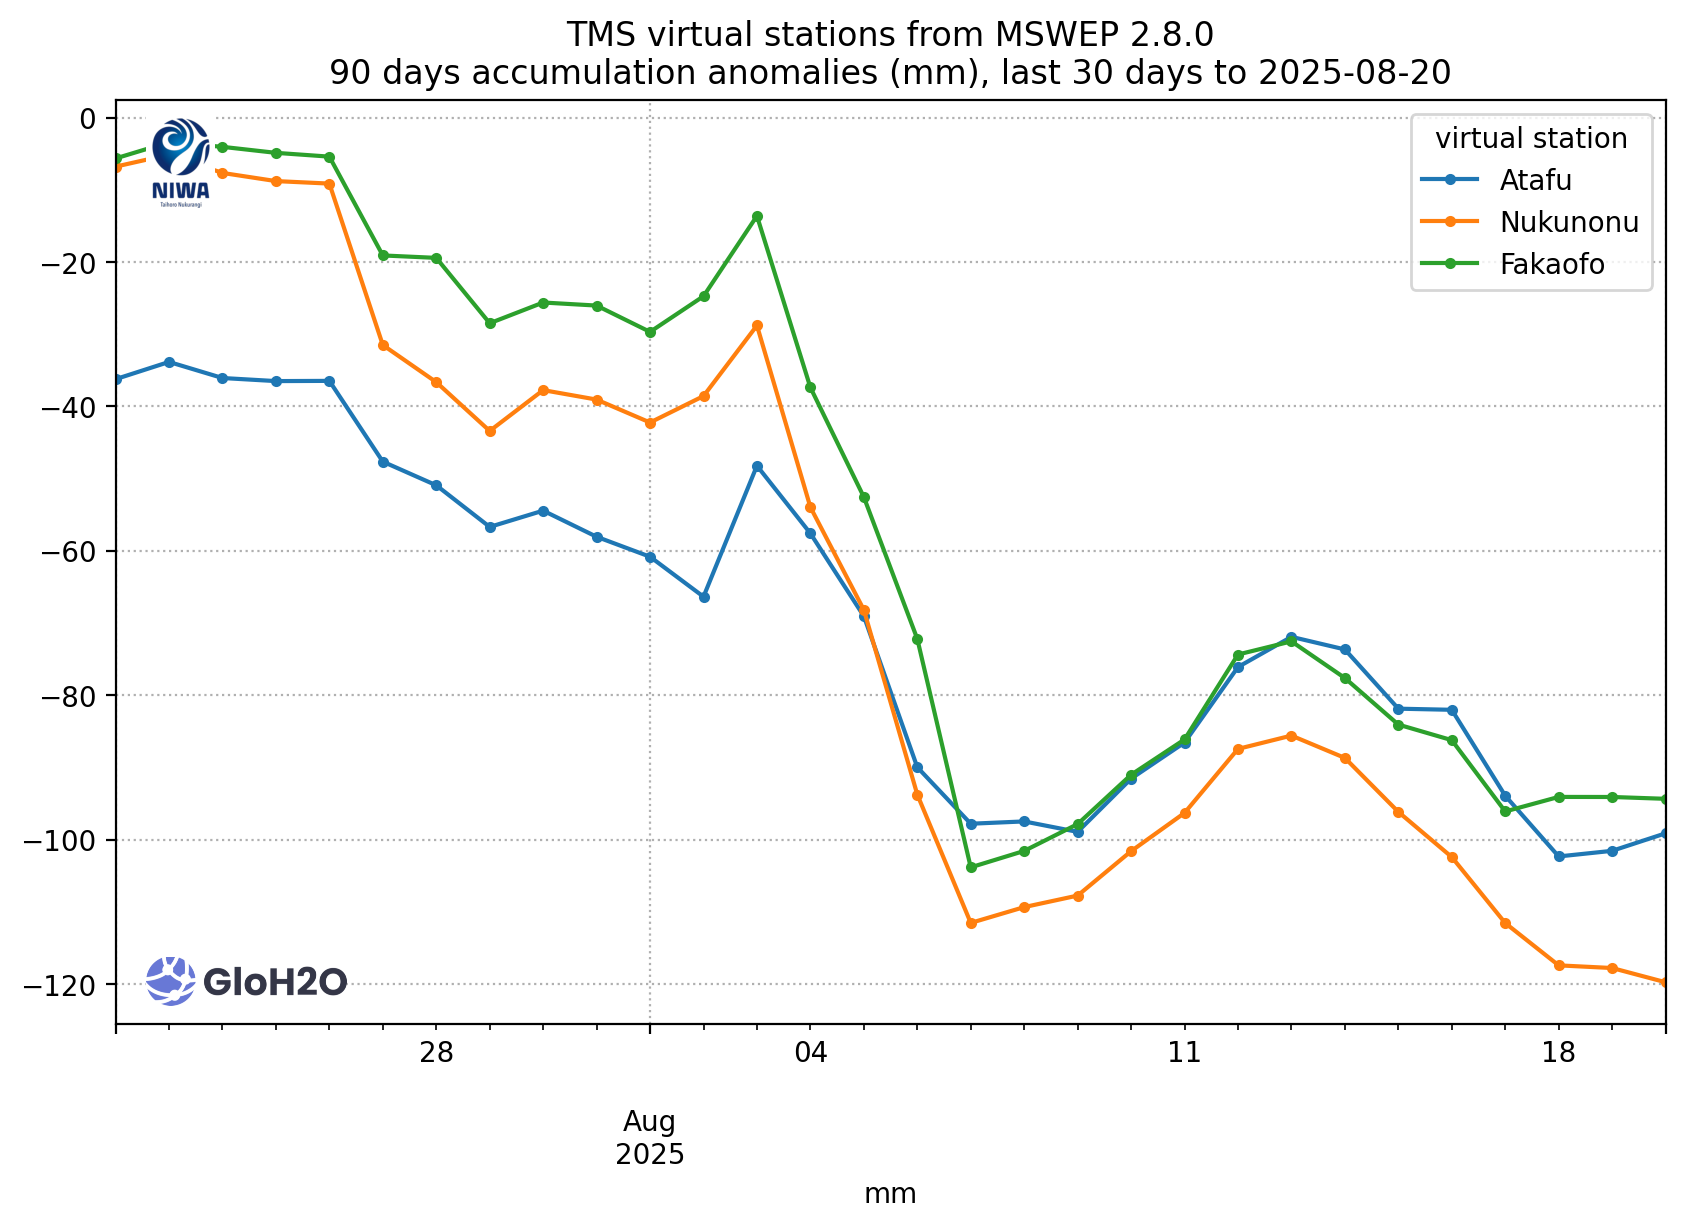 TMS virtual stations from MSWEP 2.8.0
90 days accumulation anomalies (mm), last 30 days to 2025-08-20
virtual station
Atafu
Nukunonu
Fakaofo
NIWA
Taihoro Nukurangi
0
−20
−40
−60
−80
−100
−120
GloH2O
28
04
11
18
Aug
2025
mm